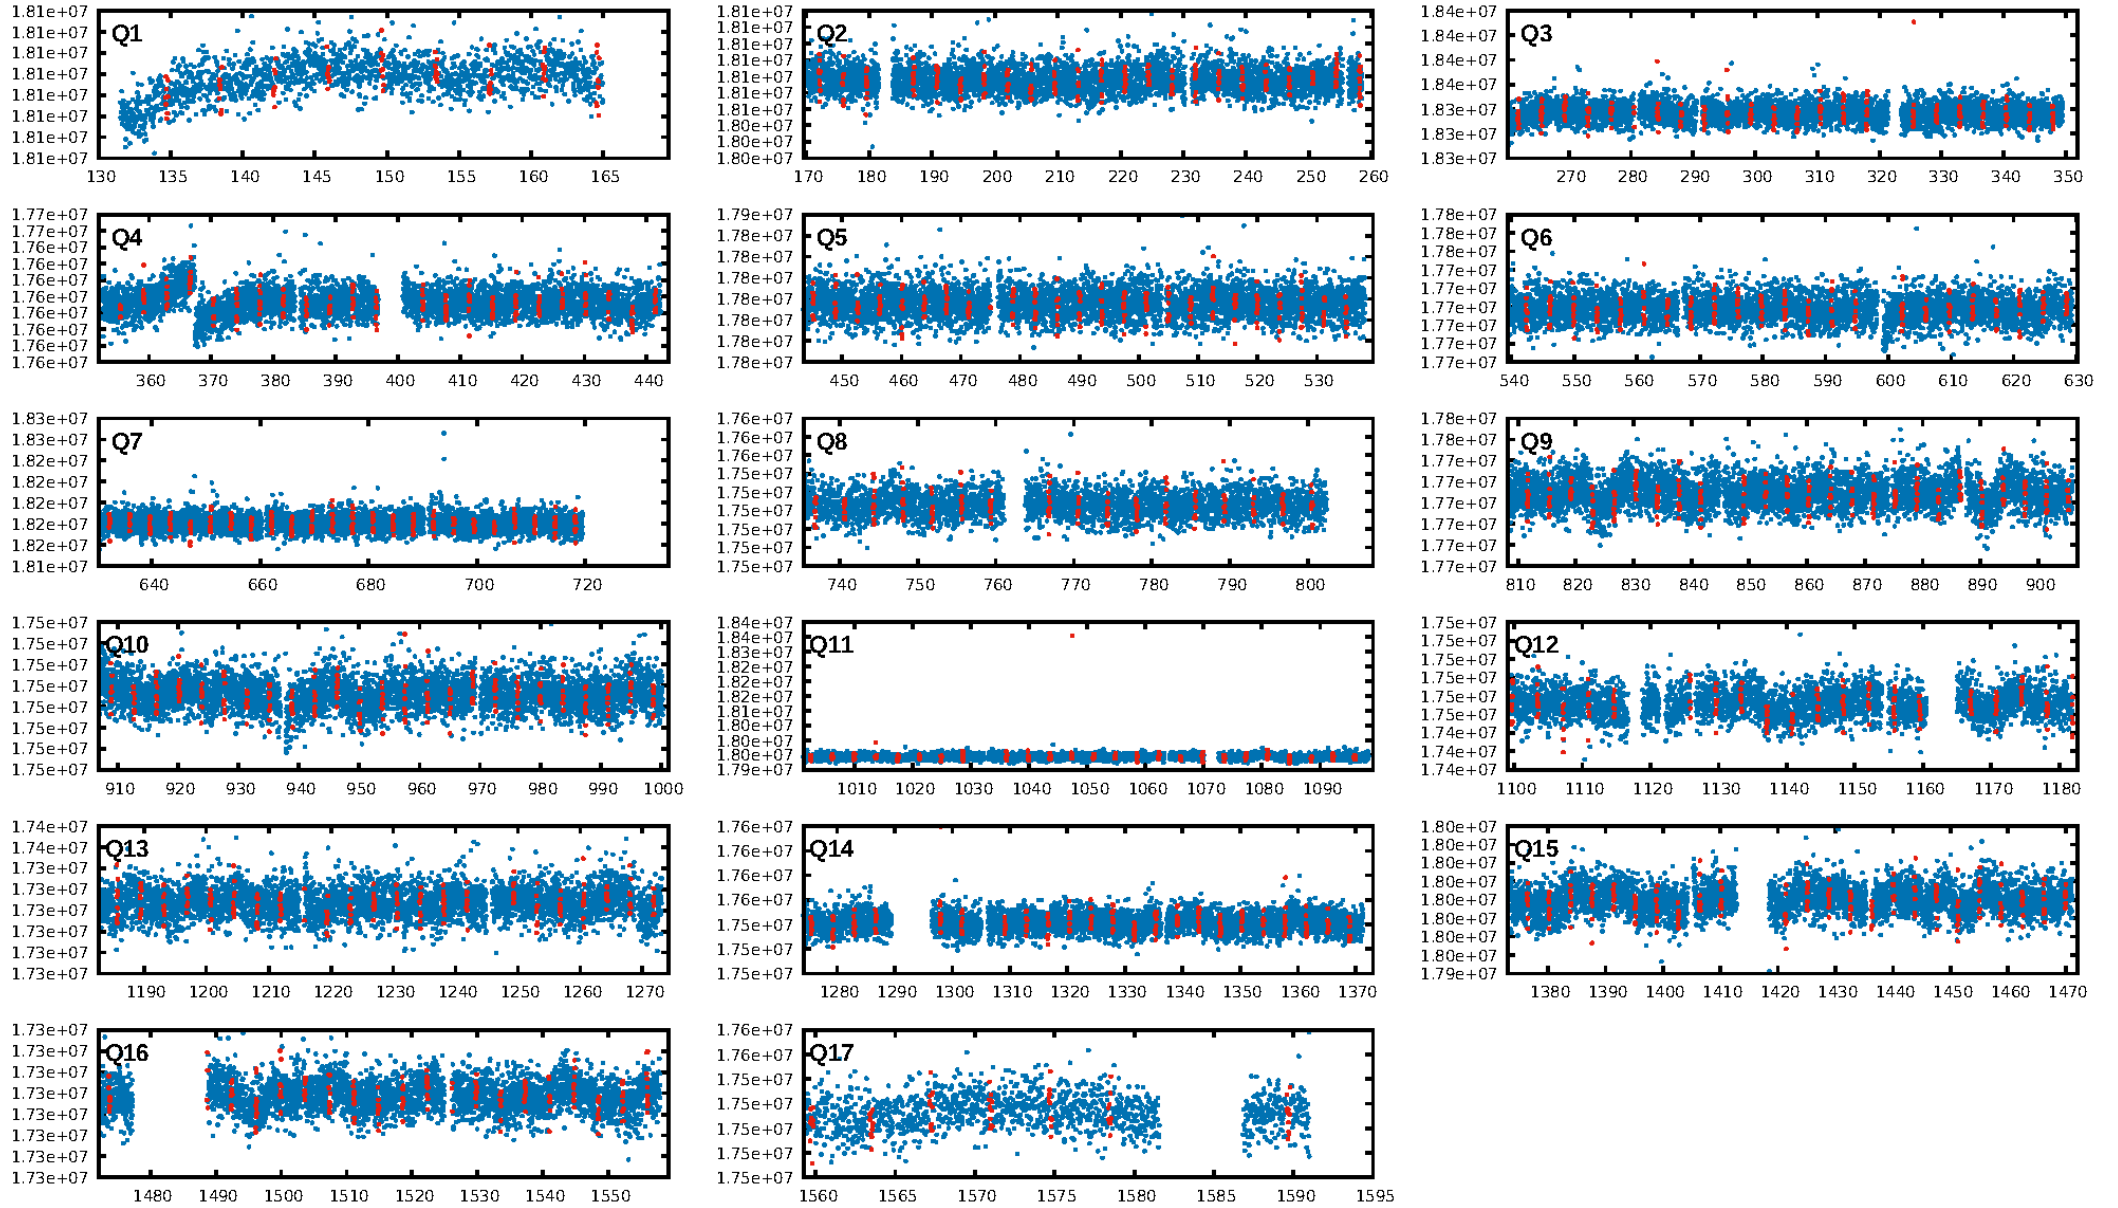 1.81e+07
1.81e+07
1.81e+07
1.81e+07
1.81e+07
1.81e+07
1.81e+07
1.81e+07
Q1
130 135 140 145 150 155 160 165
1.81e+07
1.81e+07
1.81e+07
1.81e+07
1.81e+07
1.81e+07
1.81e+07
1.80e+07
1.80e+07
1.80e+07
Q2
170 180 190 200 210 220 230 240 250 260
1.84e+07
1.84e+07
1.84e+07
1.84e+07
1.83e+07
1.83e+07
1.83e+07
Q3
270 280 290 300 310 320 330 340 350
1.77e+07
1.77e+07
1.76e+07
1.76e+07
1.76e+07
1.76e+07
1.76e+07
1.76e+07
1.76e+07
1.76e+07
Q4
360 370 380 390 400 410 420 430 440
1.79e+07
1.78e+07
1.78e+07
1.78e+07
1.78e+07
1.78e+07
1.78e+07
1.78e+07
Q5
450 460 470 480 490 500 510 520 530
1.78e+07
1.78e+07
1.78e+07
1.77e+07
1.77e+07
1.77e+07
1.77e+07
1.77e+07
1.77e+07
Q6
540 550 560 570 580 590 600 610 620 630
1.83e+07
1.83e+07
1.82e+07
1.82e+07
1.82e+07
1.82e+07
1.82e+07
1.81e+07
Q7
640 660 680 700 720
1.76e+07
1.76e+07
1.76e+07
1.75e+07
1.75e+07
1.75e+07
1.75e+07
1.75e+07
1.75e+07
Q8
740 750 760 770 780 790 800
1.78e+07
1.78e+07
1.77e+07
1.77e+07
1.77e+07
1.77e+07
1.77e+07
1.77e+07
Q9
810 820 830 840 850 860 870 880 890 900
1.75e+07
1.75e+07
1.75e+07
1.75e+07
1.75e+07
1.75e+07
1.75e+07
1.75e+07
Q10
910 920 930 940 950 960 970 980 990 1000
1.84e+07
1.84e+07
1.83e+07
1.82e+07
1.82e+07
1.82e+07
1.81e+07
1.80e+07
1.80e+07
1.80e+07
1.79e+07
Q11
1010 1020 1030 1040 1050 1060 1070 1080 1090
1.75e+07
1.75e+07
1.75e+07
1.75e+07
1.75e+07
1.75e+07
1.74e+07
1.74e+07
1.74e+07
Q12
1100 1110 1120 1130 1140 1150 1160 1170 1180
1.74e+07
1.74e+07
1.73e+07
1.73e+07
1.73e+07
1.73e+07
1.73e+07
1.73e+07
Q13
1190 1200 1210 1220 1230 1240 1250 1260 1270
1.76e+07
1.76e+07
1.76e+07
1.75e+07
1.75e+07
1.75e+07
1.75e+07
Q14
1280 1290 1300 1310 1320 1330 1340 1350 1360 1370
1.80e+07
1.80e+07
1.80e+07
1.80e+07
1.80e+07
1.80e+07
1.80e+07
1.80e+07
1.79e+07
Q15
1380 1390 1400 1410 1420 1430 1440 1450 1460 1470
1.73e+07
1.73e+07
1.73e+07
1.73e+07
1.73e+07
1.73e+07
1.73e+07
1.73e+07
Q16
1480 1490 1500 1510 1520 1530 1540 1550
1.76e+07
1.76e+07
1.75e+07
1.75e+07
1.75e+07
1.75e+07
1.75e+07
Q17
1560 1565 1570 1575 1580 1585 1590 1595